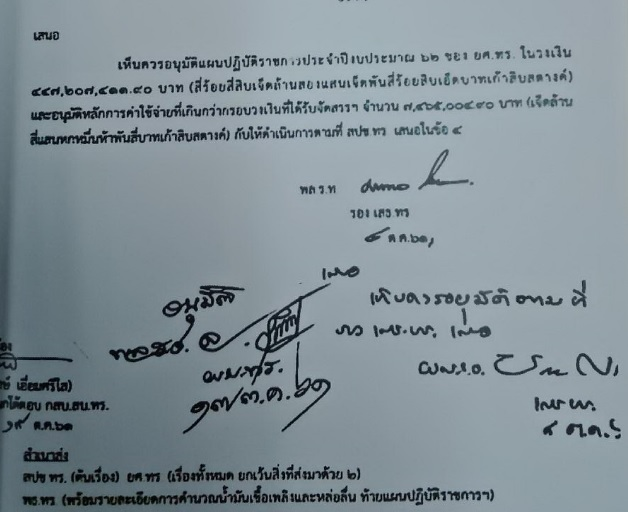 เสนอ
เห็นควรอนุมัติแผนปฏิบัติราชการประจำปีงบประมาณ ๖๒ ของ ยศ.ทร. ในวงเงิน
๔๔๗,๒๐๗,๔๑๑.๙๐ บาท (สี่ร้อยสี่สิบเจ็ดล้านสองแสนเจ็ดพันสี่ร้อยสิบเอ็ดบาทเก้าสิบสตางค์)
และอนุมัติหลักการค่าใช้จ่ายที่เกินกว่ากรอบวงเงินที่ได้รับจัดสรรฯ จำนวน ๗,๔๖๕,๐๐๔.๙๐ บาท (เจ็ดล้าน
สี่แสนหกหมื่นห้าพันสี่บาทเก้าสิบสตางค์) กับให้ดำเนินการตามที่ สปช.ทร. เสนอในข้อ ๔
พล.ร.ท.
รอง เสธ.ทร.
๕ ต.ค.๖๑
เสนอ
อนุมัติ
เห็นควรอนุมัติตามที่
เสนอ
ผบ.ทร.
๑๗ ต.ค. ๖๑
เสธ.ทร.
๘ ต.ค.
เอี่ยมศรีโส)
โต้ตอบ กสบ.สบ.ทร.
๑๙ ต.ค.๖๑
สำเนาส่ง
สปช.ทร. (ต้นเรื่อง) ยศ.ทร. (เรื่องทั้งหมด ยกเว้นสิ่งที่ส่งมาด้วย ๒)
พธ.ทร. (พร้อมรายละเอียดการคำนวณน้ำมันเชื้อเพลิงและหล่อลื่น ท้ายแผนปฏิบัติราชการฯ)